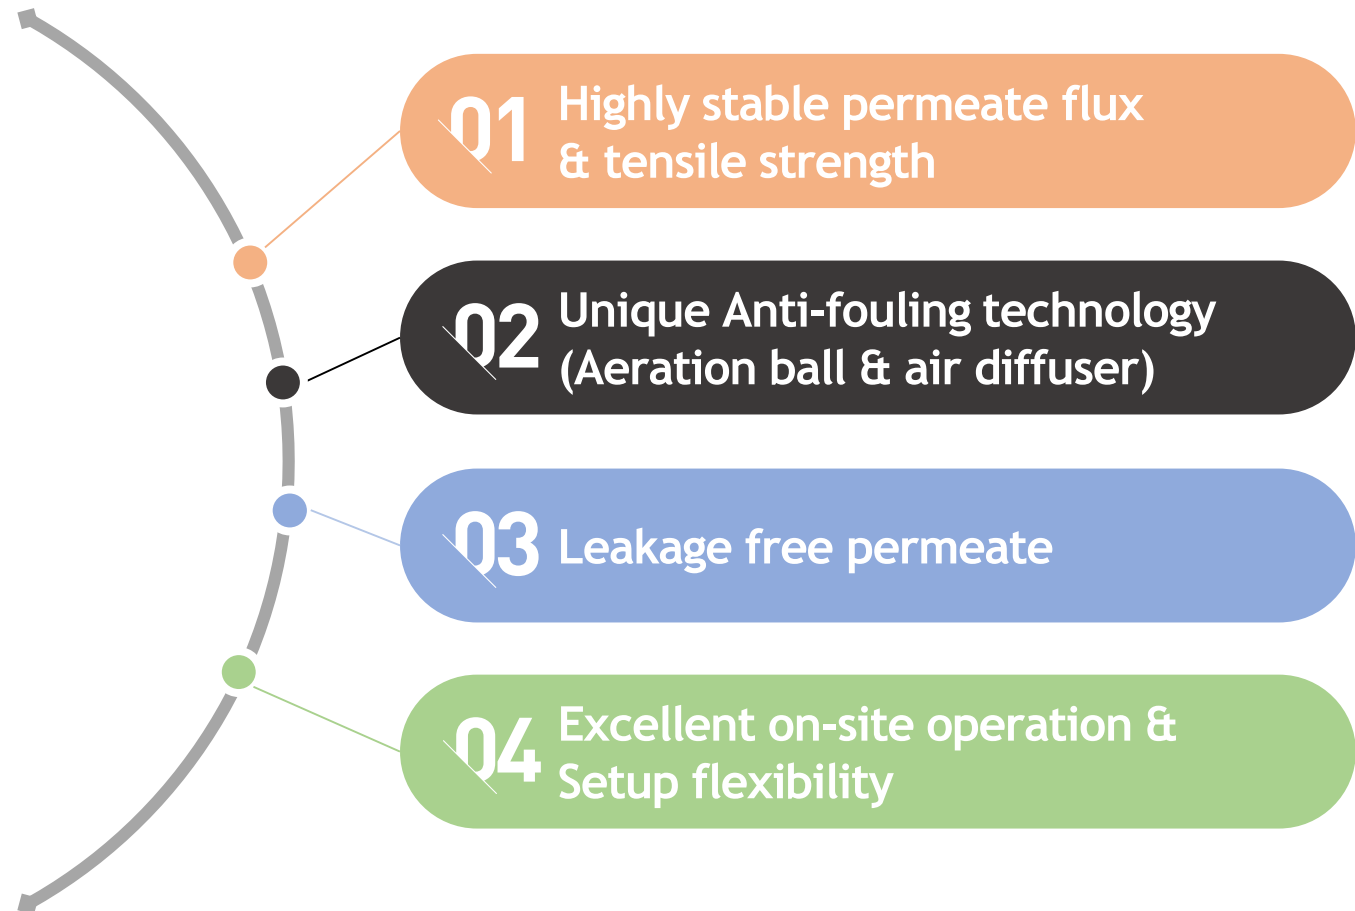 01
Highly stable permeate flux
& tensile strength
02
Unique Anti-fouling technology
(Aeration ball & air diffuser)
03
Leakage free permeate
04
Excellent on-site operation &
Setup flexibility